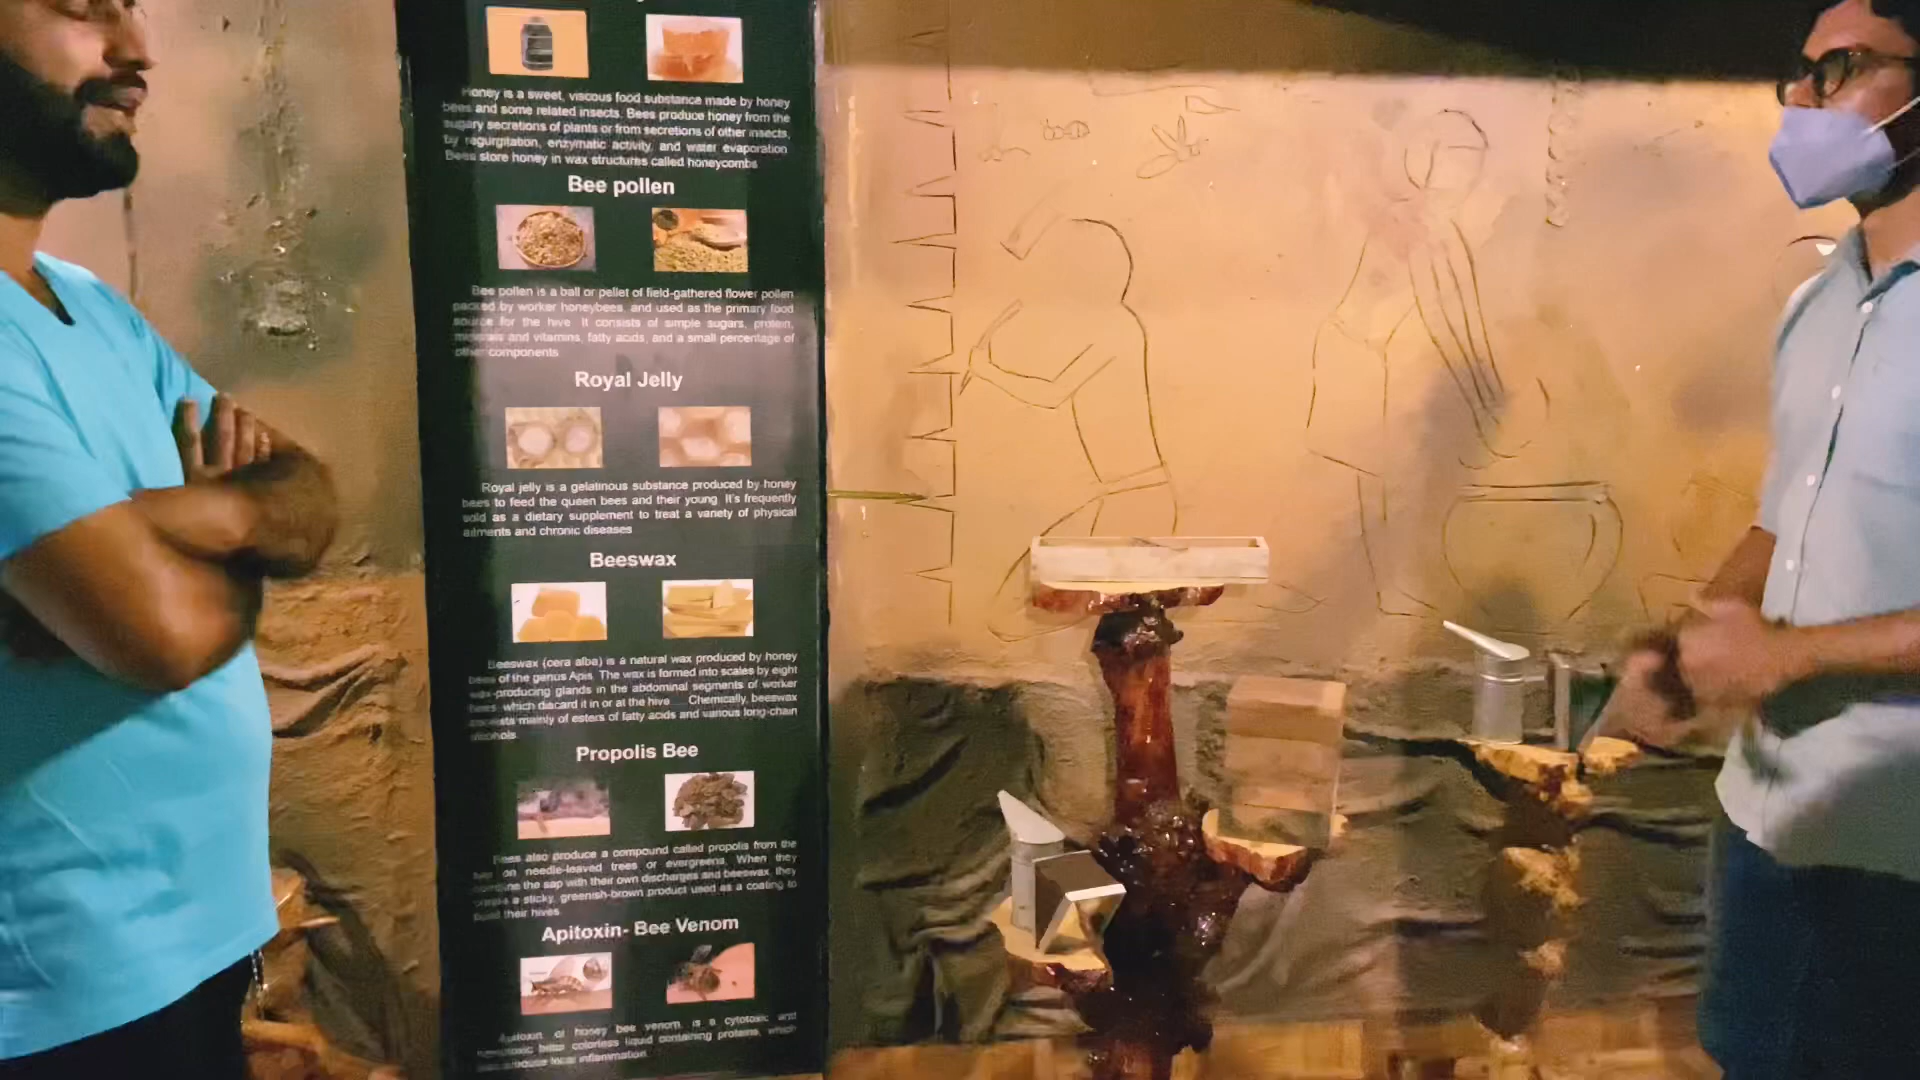 Honey is a sweet, viscous food substance made by honey
bees and some related insects. Bees produce honey from the
sugary secretions of plants or from secretions of other insects,
by regurgitation, enzymatic activity, and water evaporation
Bees store honey in wax structures called honeycombs
Bee pollen
Bee pollen is a ball or pellet of field-gathered flower pollen
packed by worker honeybees, and used as the primary food
source for the hive. It consists of simple sugars, protein,
minerals and vitamins, fatty acids, and a small percentage of
other components
Royal Jelly
Royal jelly is a gelatinous substance produced by honey
bees to feed the queen bees and their young. It's frequently
sold as a dietary supplement to treat a variety of physical
ailments and chronic diseases
Beeswax
Beeswax (cera alba) is a natural wax produced by honey
bees of the genus Apis. The wax is formed into scales by eight
wax-producing glands in the abdominal segments of worker
bees, which discard it in or at the hive.... Chemically, beeswax
consists mainly of esters of fatty acids and various long-chain
alcohols.
Propolis Bee
Bees also produce a compound called propolis from the
sap on needle-leaved trees or evergreens. When they
combine the sap with their own discharges and beeswax, they
create a sticky, greenish-brown product used as a coating to
build their hives.
Apitoxin- Bee Venom
Apitoxin, or honey bee venom, is a cytotoxic and
hemotoxic bitter colorless liquid containing proteins, which
produce local inflammation.